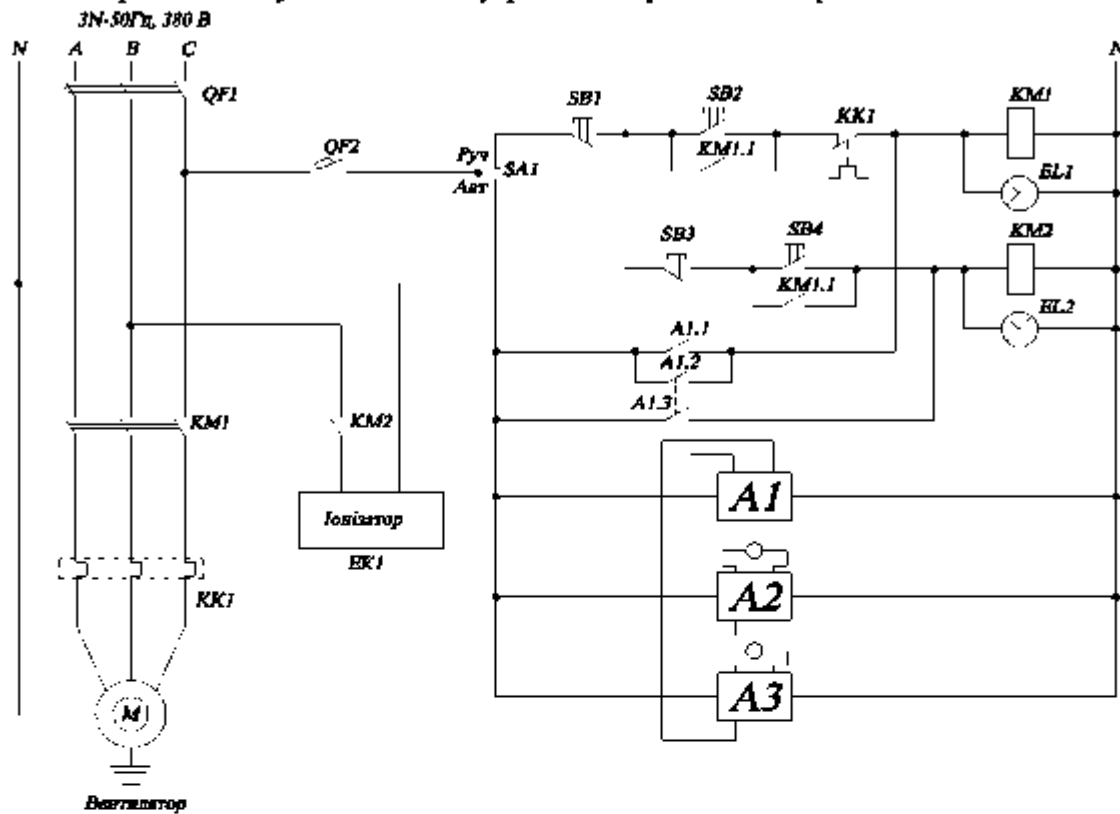 3N-50Гц, 380 В
N A B C N
QF1
SB1 SB2 KK1 KM1
QF2 Руч KM1.1
Авт SA1 EL1
SB3 SB4 KM2
KM1.1
A1.1 EL2
A1.2
A1.3
KM1 KM2
A1
Іонізатор
EK1
A2
KK1
A3
M
Вентилятор